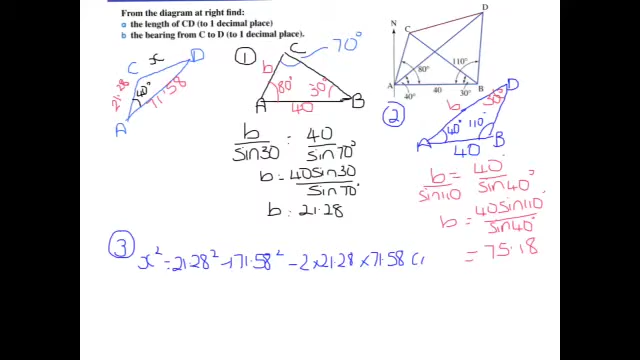 From the diagram at right find:
a the length of CD (to 1 decimal place)
b the bearing from C to D (to 1 decimal place).
C x D
21.28 40° 71.58
A
①
C 70°
b
80° 30°
A 40 B
b/sin30 = 40/sin70°
b = 40sin30/sin70°
b = 21.28
N D
C
80° 110°
A 40 B
40° 30°
②
D
b 30°
40° 110°
A B
40
b/sin110 = 40/sin40°
b = 40sin110/sin40°
= 75.18
③ x² = 21.28² + 71.58² - 2 × 21.28 × 71.58